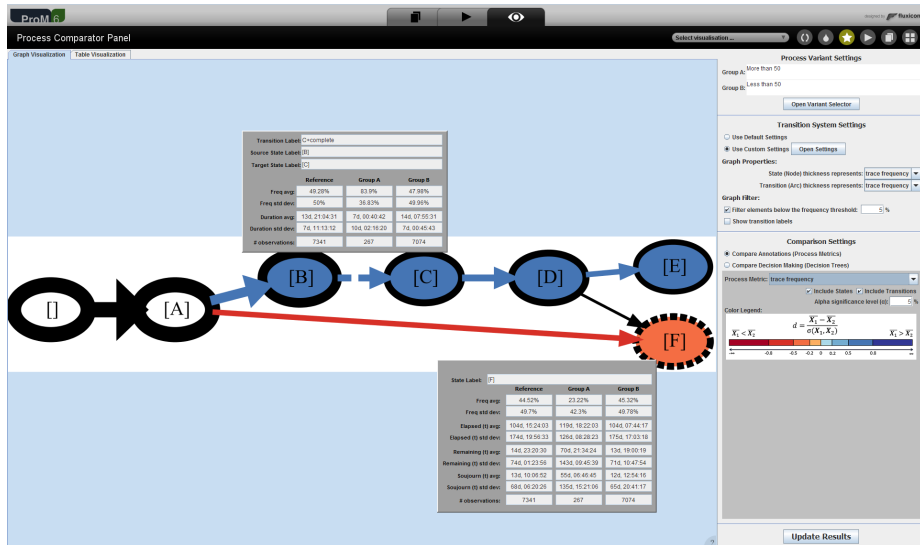 ProM 6
designed by fluxicon
Process Comparator Panel
Select visualisation ...
Graph Visualization Table Visualization
Process Variant Settings
Group A: More than 50
Group B: Less than 50
Open Variant Selector
Transition System Settings
Use Default Settings
Use Custom Settings Open Settings
Graph Properties:
State (Node) thickness represents: trace frequency
Transition (Arc) thickness represents: trace frequency
Graph Filter:
Filter elements below the frequency threshold: 5 %
Show transition labels
Comparison Settings
Compare Annotations (Process Metrics)
Compare Decision Making (Decision Trees)
Process Metric: trace frequency
Include States Include Transitions
Alpha significance level (α): 5 %
Color Legend:
d = X̅₁ − X̅₂ / σ(X₁, X₂)
X̅₁ < X̅₂ X̅₁ > X̅₂
-∞ -0.8 -0.5 -0.2 0 0.2 0.5 0.8 ∞
Update Results
Transition Label: C+complete
Source State Label: [B]
Target State Label: [C]
Reference Group A Group B
Freq avg: 49.28% 83.9% 47.98%
Freq std dev: 50% 36.83% 49.96%
Duration avg: 13d, 21:04:31 7d, 00:40:42 14d, 07:55:31
Duration std dev: 7d, 11:13:12 10d, 02:16:20 7d, 00:45:43
# observations: 7341 267 7074
[] [A] [B] [C] [D] [E]
[F]
State Label: [F]
Reference Group A Group B
Freq avg: 44.52% 23.22% 45.32%
Freq std dev: 49.7% 42.3% 49.78%
Elapsed (t) avg: 104d, 15:24:03 119d, 18:22:03 104d, 07:44:17
Elapsed (t) std dev: 174d, 19:56:33 126d, 08:28:23 175d, 17:03:18
Remaining (t) avg: 14d, 23:20:30 70d, 21:34:24 13d, 19:00:19
Remaining (t) std dev: 74d, 01:23:56 143d, 09:45:39 71d, 10:47:54
Sojourn (t) avg: 13d, 10:06:52 55d, 06:46:45 12d, 12:54:16
Sojourn (t) std dev: 68d, 06:20:26 135d, 15:21:06 65d, 20:41:17
# observations: 7341 267 7074